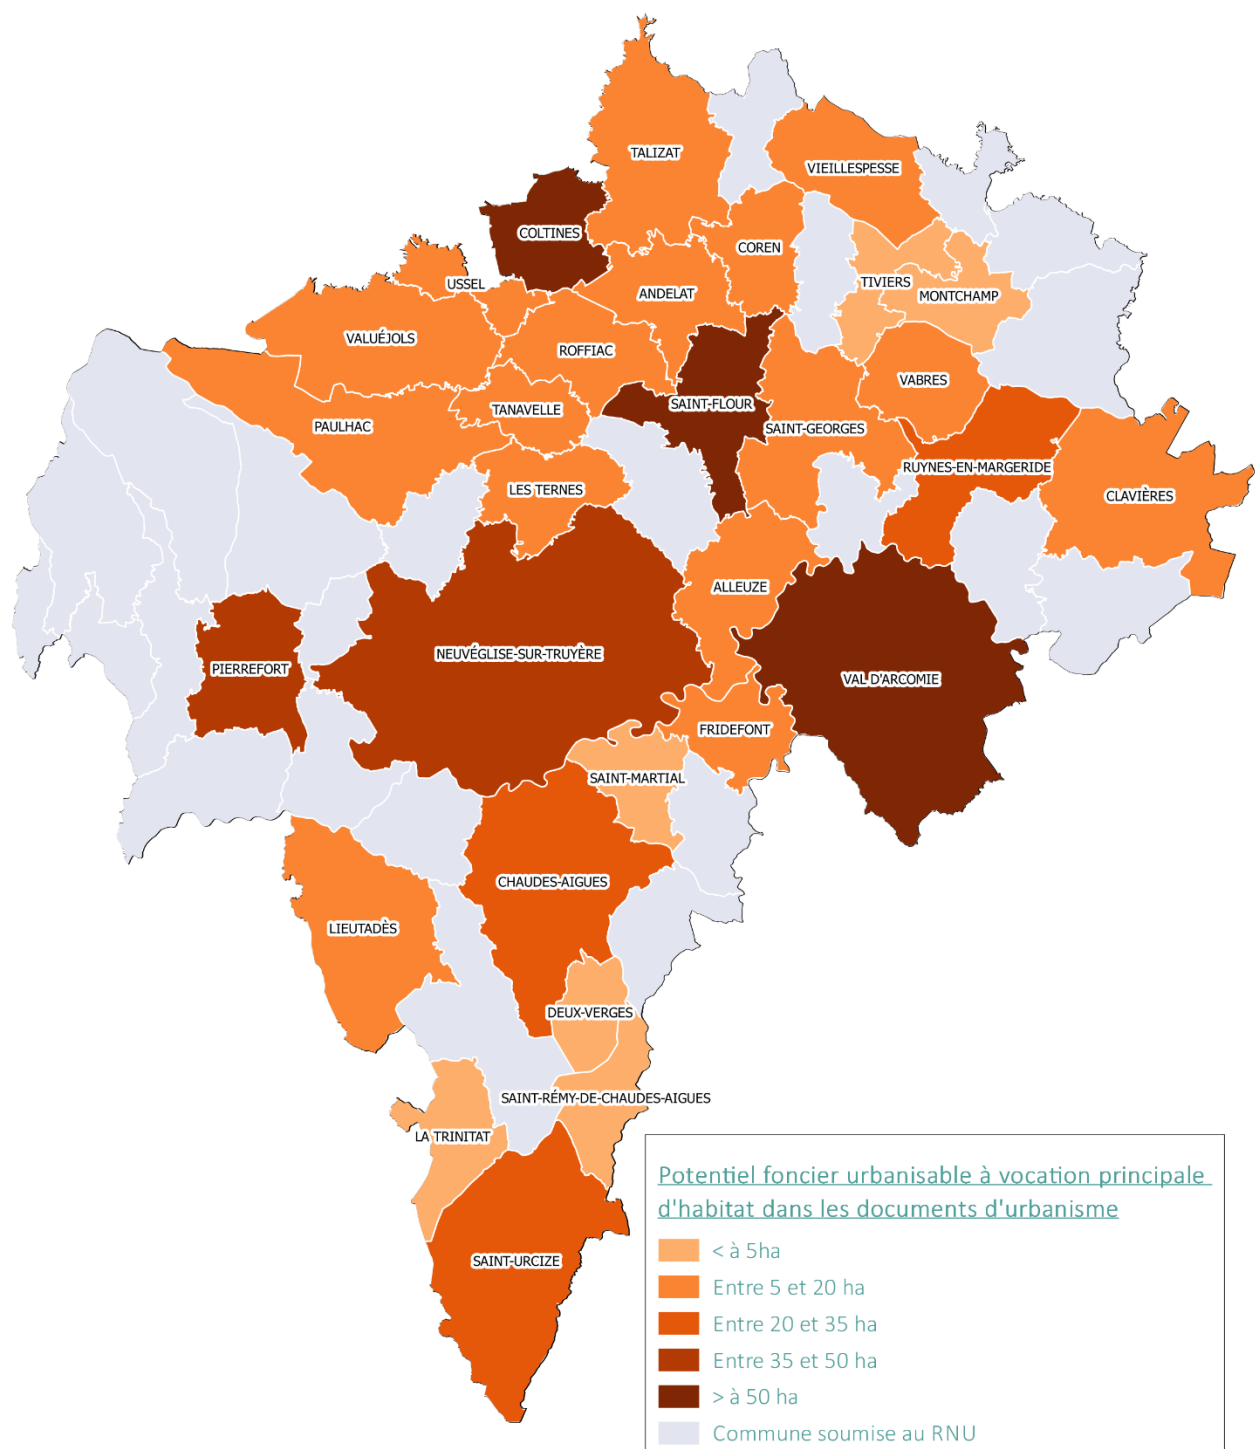 TALIZAT
VIEILLESPESSE
COLTINES
COREN
USSEL
ANDELAT
TIVIERS
MONTCHAMP
VALUÉJOLS
ROFFIAC
VABRES
TANAVELLE
SAINT-FLOUR
PAULHAC
SAINT-GEORGES
RUYNES-EN-MARGERIDE
LES TERNES
CLAVIÈRES
ALLEUZE
NEUVÉGLISE-SUR-TRUYÈRE
PIERREFORT
VAL D'ARCOMIE
FRIDEFONT
SAINT-MARTIAL
CHAUDES-AIGUES
LIEUTADÈS
DEUX-VERGES
SAINT-RÉMY-DE-CHAUDES-AIGUES
LA TRINITAT
SAINT-URCIZE
Potentiel foncier urbanisable à vocation principale
d'habitat dans les documents d'urbanisme
< à 5ha
Entre 5 et 20 ha
Entre 20 et 35 ha
Entre 35 et 50 ha
> à 50 ha
Commune soumise au RNU